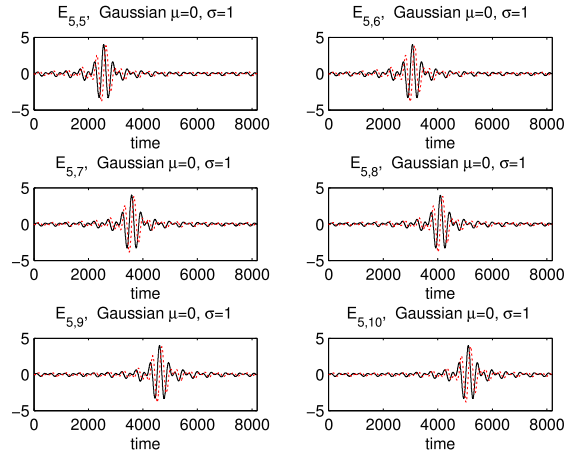 E5,5, Gaussian μ=0, σ=1
5
0
−5
0 2000 4000 6000 8000
time
E5,6, Gaussian μ=0, σ=1
5
0
−5
0 2000 4000 6000 8000
time
E5,7, Gaussian μ=0, σ=1
5
0
−5
0 2000 4000 6000 8000
time
E5,8, Gaussian μ=0, σ=1
5
0
−5
0 2000 4000 6000 8000
time
E5,9, Gaussian μ=0, σ=1
5
0
−5
0 2000 4000 6000 8000
time
E5,10, Gaussian μ=0, σ=1
5
0
−5
0 2000 4000 6000 8000
time